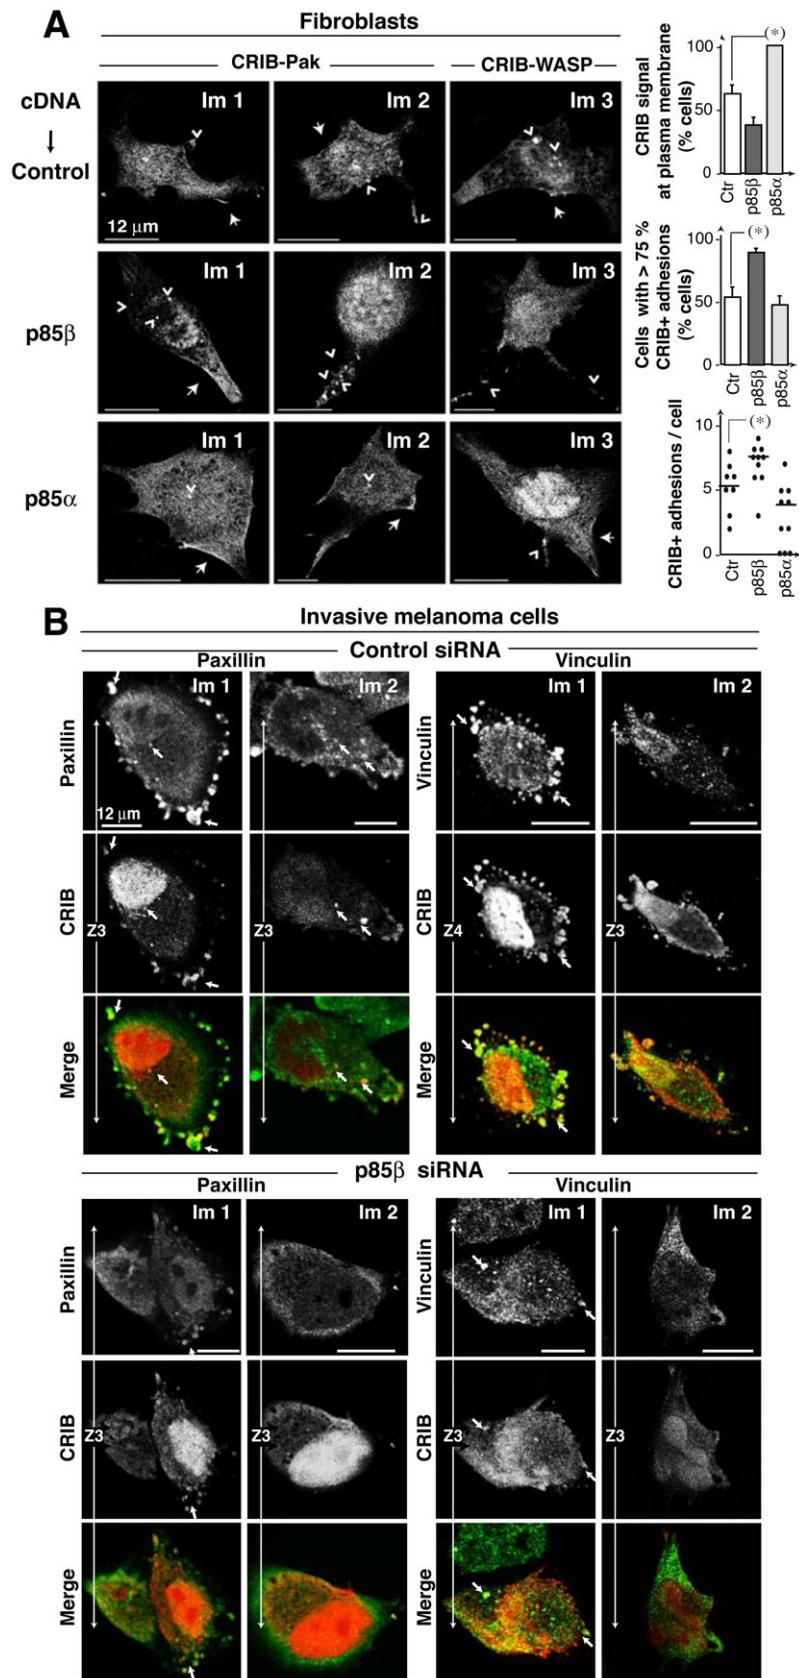 A
Fibroblasts
CRIB-Pak
CRIB-WASP
cDNA
Control
Im 1
Im 2
Im 3
12 µm
p85β
Im 1
Im 2
Im 3
p85α
Im 1
Im 2
Im 3
CRIB signal
at plasma membrane
(% cells)
100
50
0
(*)
Ctr
p85β
p85α
Cells with > 75 %
CRIB+ adhesions
(% cells)
100
50
0
(*)
Ctr
p85β
p85α
CRIB+ adhesions / cell
10
5
0
(*)
Ctr
p85β
p85α
B
Invasive melanoma cells
Control siRNA
Paxillin
Vinculin
Paxillin
Im 1
Im 2
Vinculin
Im 1
Im 2
12 µm
CRIB
Z3
Z3
CRIB
Z4
Z3
Merge
Merge
p85β siRNA
Paxillin
Vinculin
Paxillin
Im 1
Im 2
Vinculin
Im 1
Im 2
CRIB
Z3
Z3
CRIB
Z3
Z3
Merge
Merge